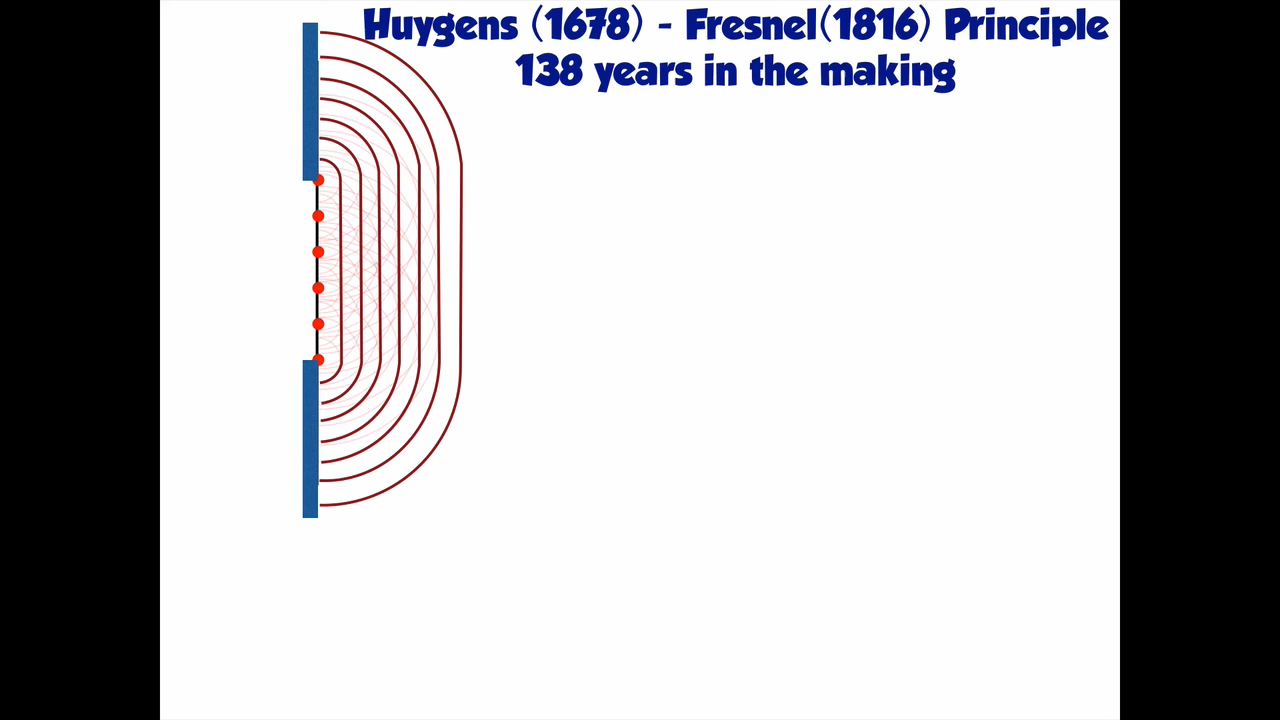 Huygens (1678) - Fresnel(1816) Principle
138 years in the making